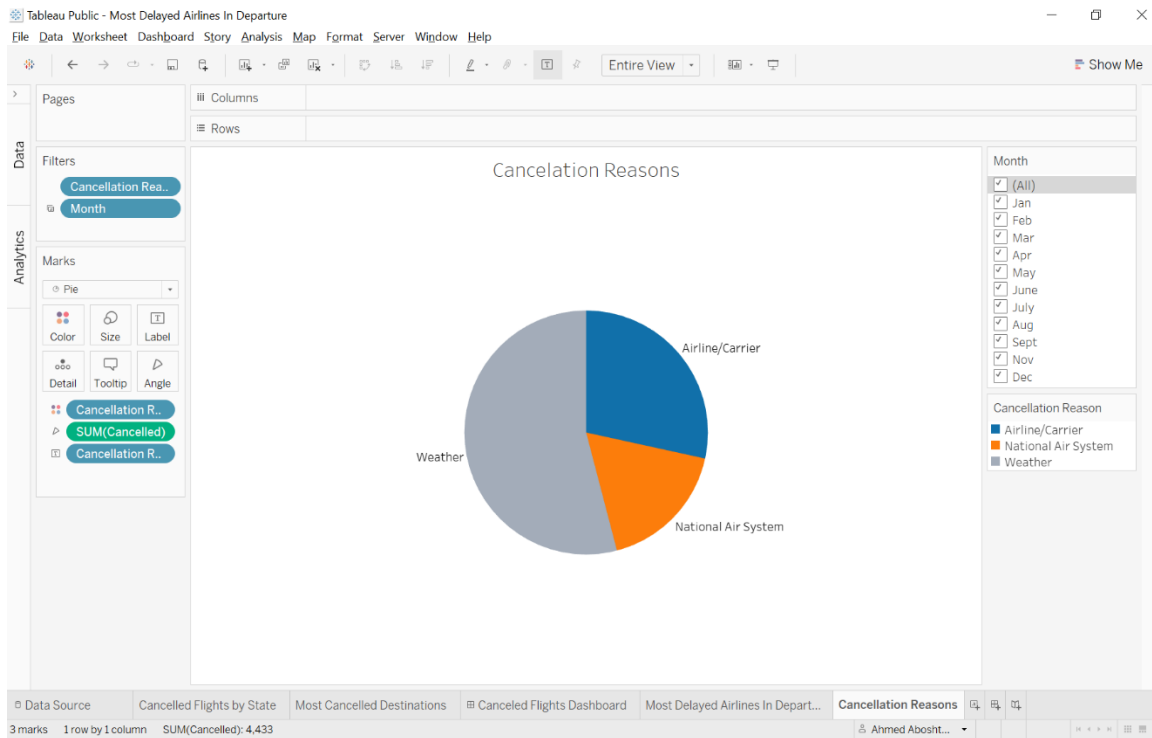 Tableau Public - Most Delayed Airlines In Departure
File Data Worksheet Dashboard Story Analysis Map Format Server Window Help
Entire View
Show Me
Pages
Columns
Rows
Data
Analytics
Filters
Cancellation Rea..
Month
Marks
Pie
Color Size Label
Detail Tooltip Angle
Cancellation R..
SUM(Cancelled)
Cancellation R..
Cancelation Reasons
Airline/Carrier
Weather
National Air System
Month
(All)
Jan
Feb
Mar
Apr
May
June
July
Aug
Sept
Nov
Dec
Cancellation Reason
Airline/Carrier
National Air System
Weather
Data Source Cancelled Flights by State Most Cancelled Destinations Canceled Flights Dashboard Most Delayed Airlines In Depart... Cancellation Reasons
3 marks 1 row by 1 column SUM(Cancelled): 4,433 Ahmed Abosht...